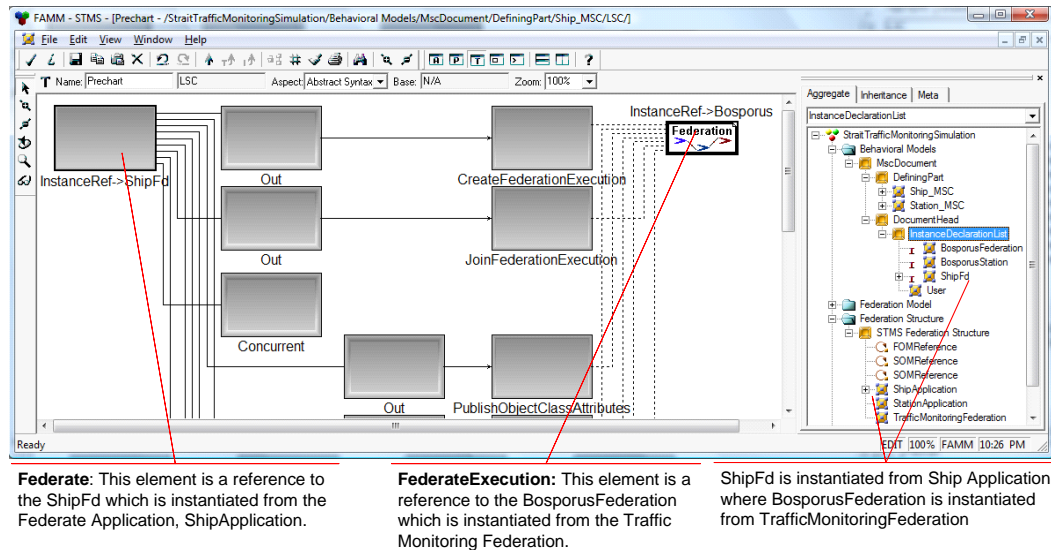 FAMM - STMS - [Prechart - /StraitTrafficMonitoringSimulation/Behavioral Models/MscDocument/DefiningPart/Ship_MSC/LSC/]
File Edit View Window Help
Name: Prechart LSC Aspect: Abstract Syntax Base: N/A Zoom: 100%
InstanceRef->ShipFd
Out
CreateFederationExecution
InstanceRef->Bosporus
Federation
Out
JoinFederationExecution
Concurrent
Out
PublishObjectClassAttributes
Aggregate Inheritance Meta
InstanceDeclarationList
StraitTrafficMonitoringSimulation
Behavioral Models
MscDocument
DefiningPart
Ship_MSC
Station_MSC
DocumentHead
InstanceDeclarationList
BosporusFederation
BosporusStation
ShipFd
User
Federation Model
Federation Structure
STMS Federation Structure
FOMReference
SOMReference
SOMReference
ShipApplication
StationApplication
TrafficMonitoringFederation
Ready
EDIT 100% FAMM 10:26 PM
Federate: This element is a reference to
the ShipFd which is instantiated from the
Federate Application, ShipApplication.
FederateExecution: This element is a
reference to the BosporusFederation
which is instantiated from the Traffic
Monitoring Federation.
ShipFd is instantiated from Ship Application
where BosporusFederation is instantiated
from TrafficMonitoringFederation